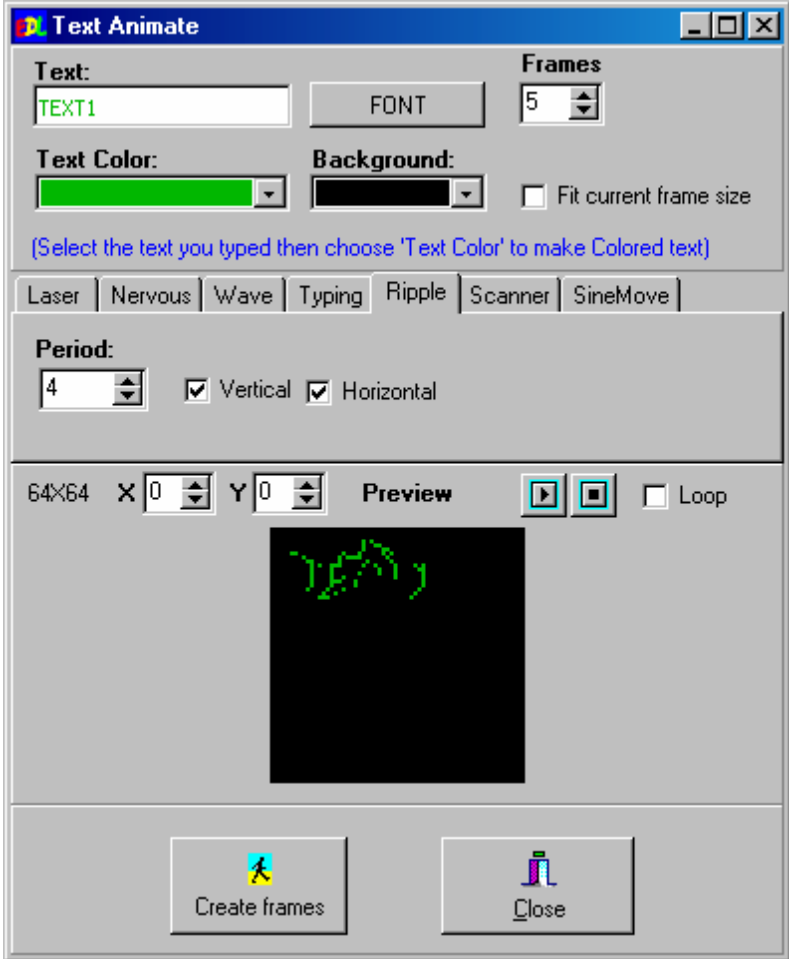 EDL Text Animate
Text:
Frames
TEXT1
FONT
5
Text Color:
Background:
Fit current frame size
(Select the text you typed then choose 'Text Color' to make Colored text)
Laser Nervous Wave Typing Ripple Scanner SineMove
Period:
4
Vertical
Horizontal
64X64 X 0 Y 0 Preview Loop
Create frames
Close